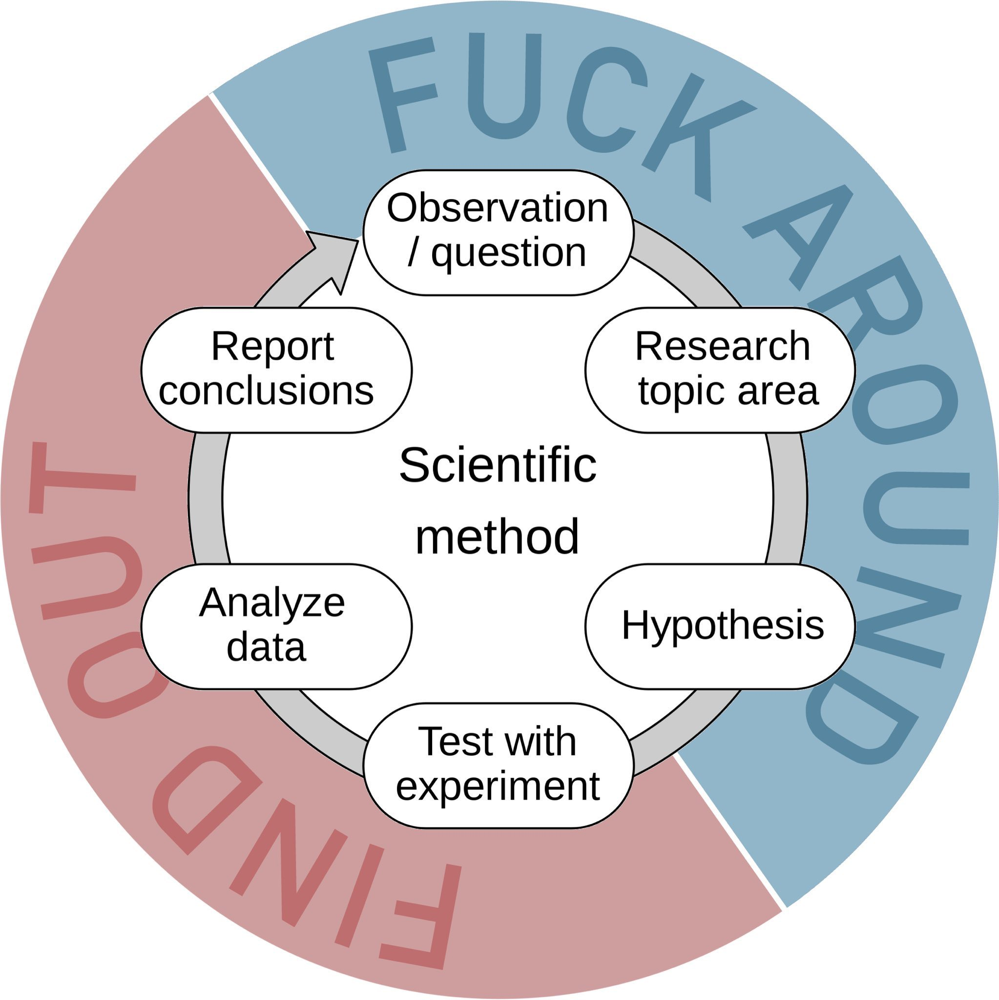 FUCK AROUND
FIND OUT
Observation
/ question
Research
topic area
Hypothesis
Test with
experiment
Analyze
data
Report
conclusions
Scientific
method